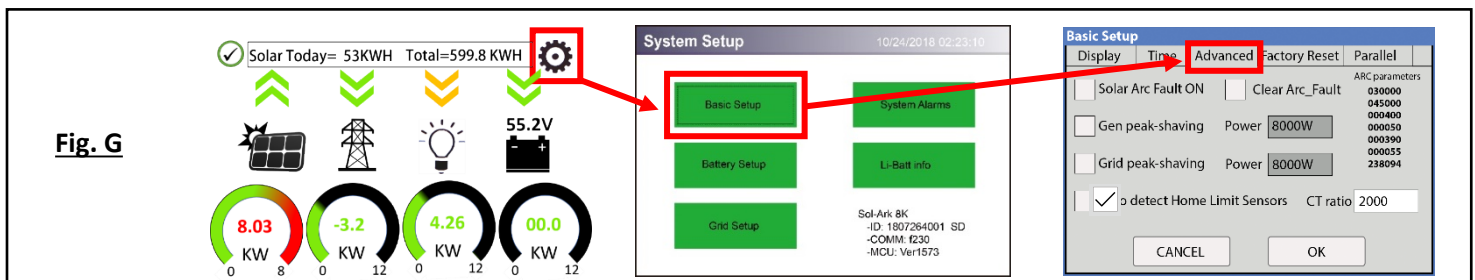 Fig. G
Solar Today= 53KWH Total=599.8 KWH
55.2V
- +
8.03
KW
0 8
-3.2
KW
0 12
4.26
KW
0 12
00.0
KW
0 12
System Setup 10/24/2018 02:23:10
Basic Setup
System Alarms
Battery Setup
Li-Batt info
Grid Setup
Sol-Ark 8K
-ID: 1807264001 SD
-COMM: f230
-MCU: Ver1573
Basic Setup
Display Time Advanced Factory Reset Parallel
Solar Arc Fault ON Clear Arc_Fault
Gen peak-shaving Power 8000W
Grid peak-shaving Power 8000W
o detect Home Limit Sensors CT ratio 2000
CANCEL OK
ARC parameters
030000
045000
000400
000050
000390
000055
238094